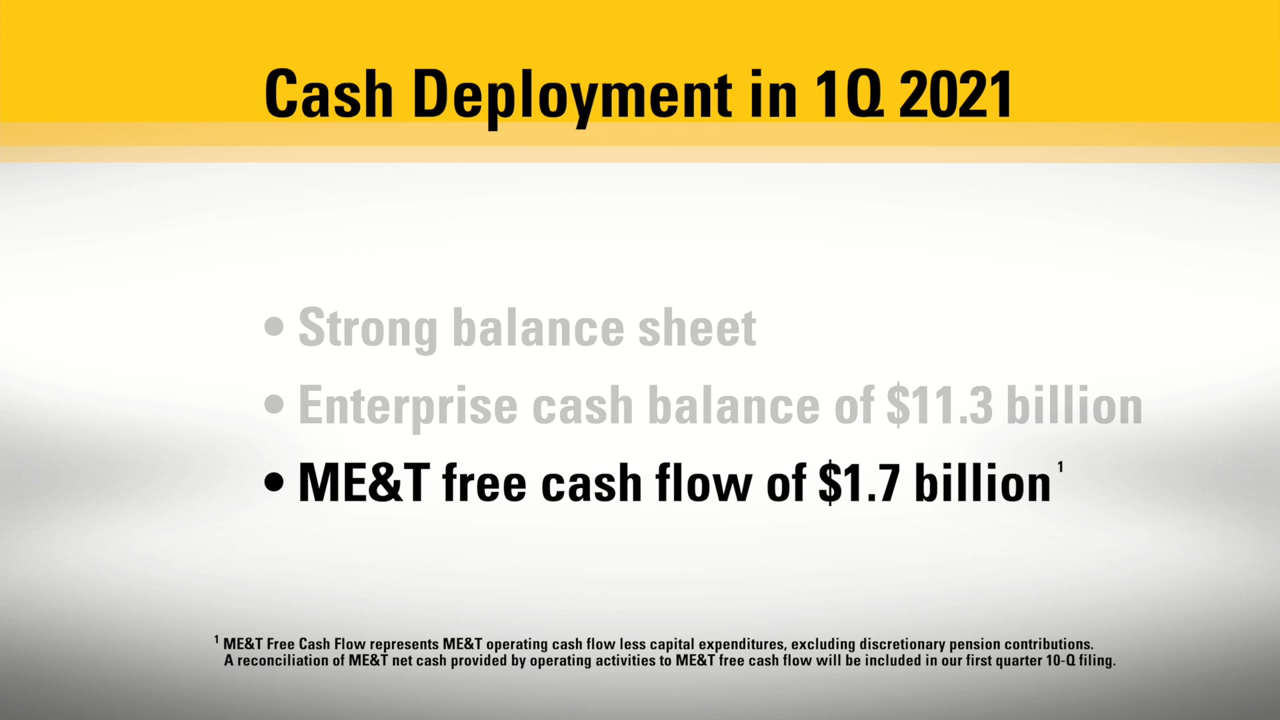 Cash Deployment in 1Q 2021
• Strong balance sheet
• Enterprise cash balance of $11.3 billion
• ME&T free cash flow of $1.7 billion¹
¹ ME&T Free Cash Flow represents ME&T operating cash flow less capital expenditures, excluding discretionary pension contributions.
A reconciliation of ME&T net cash provided by operating activities to ME&T free cash flow will be included in our first quarter 10-Q filing.